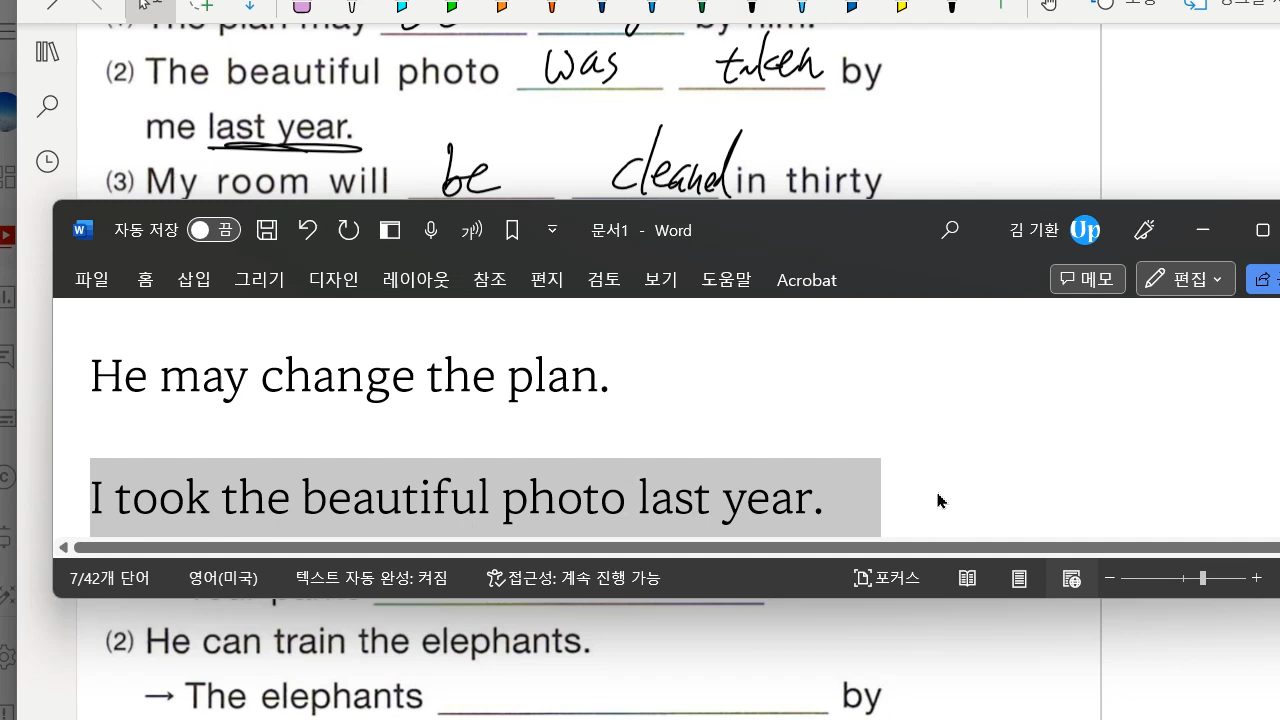 The plan may by him.
(2) The beautiful photo was taken by
me last year.
(3) My room will be cleaned in thirty
자동 저장 끔 가)) 문서1 - Word 김 기환 Up
파일 홈 삽입 그리기 디자인 레이아웃 참조 편지 검토 보기 도움말 Acrobat 메모 편집
He may change the plan.
I took the beautiful photo last year.
7/42개 단어 영어(미국) 텍스트 자동 완성: 켜짐 접근성: 계속 진행 가능 포커스
(2) He can train the elephants.
→ The elephants by